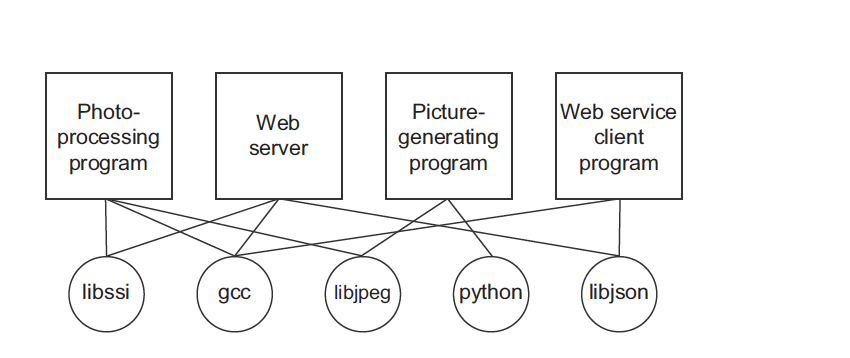 Photo-
processing
program
Web
server
Picture-
generating
program
Web service
client
program
libssi
gcc
libjpeg
python
libjson